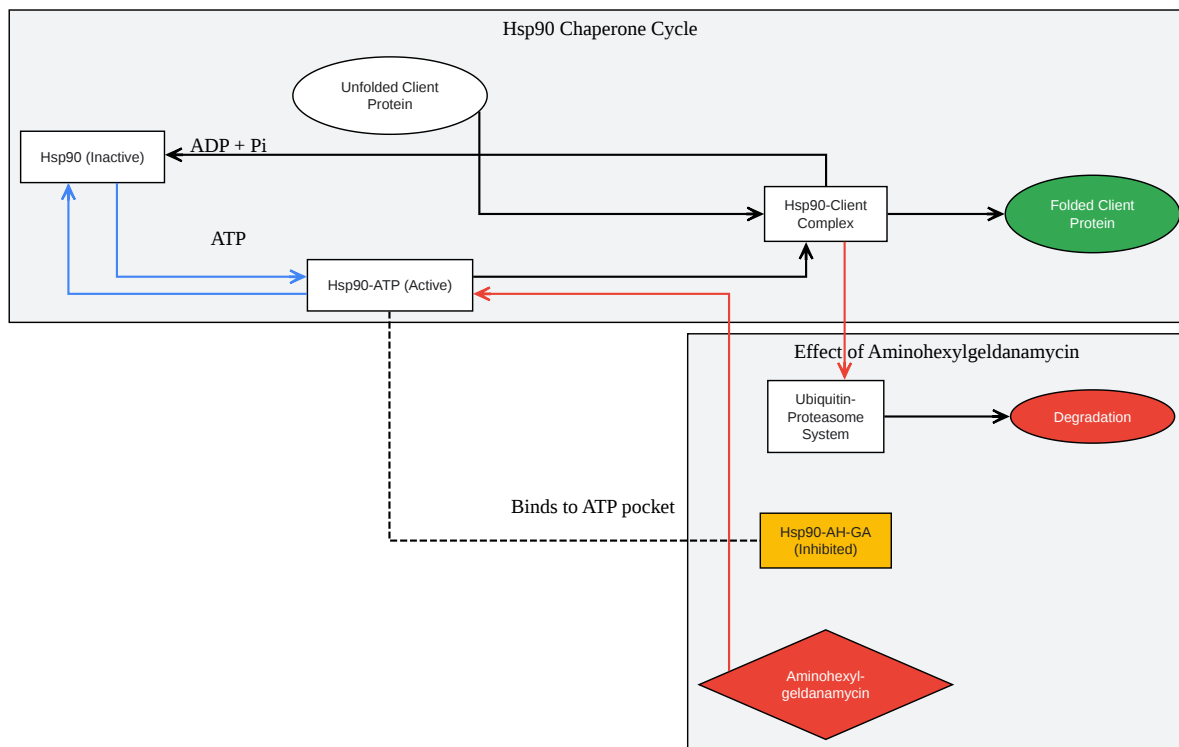 Hsp90 Chaperone Cycle
Unfolded Client
Protein
ADP + Pi
Hsp90 (Inactive)
Hsp90-Client
Complex
Folded Client
Protein
ATP
Hsp90-ATP (Active)
Effect of Aminohexylgeldanamycin
Ubiquitin-
Proteasome
System
Degradation
Binds to ATP pocket
Hsp90-AH-GA
(Inhibited)
Aminohexyl-
geldanamycin